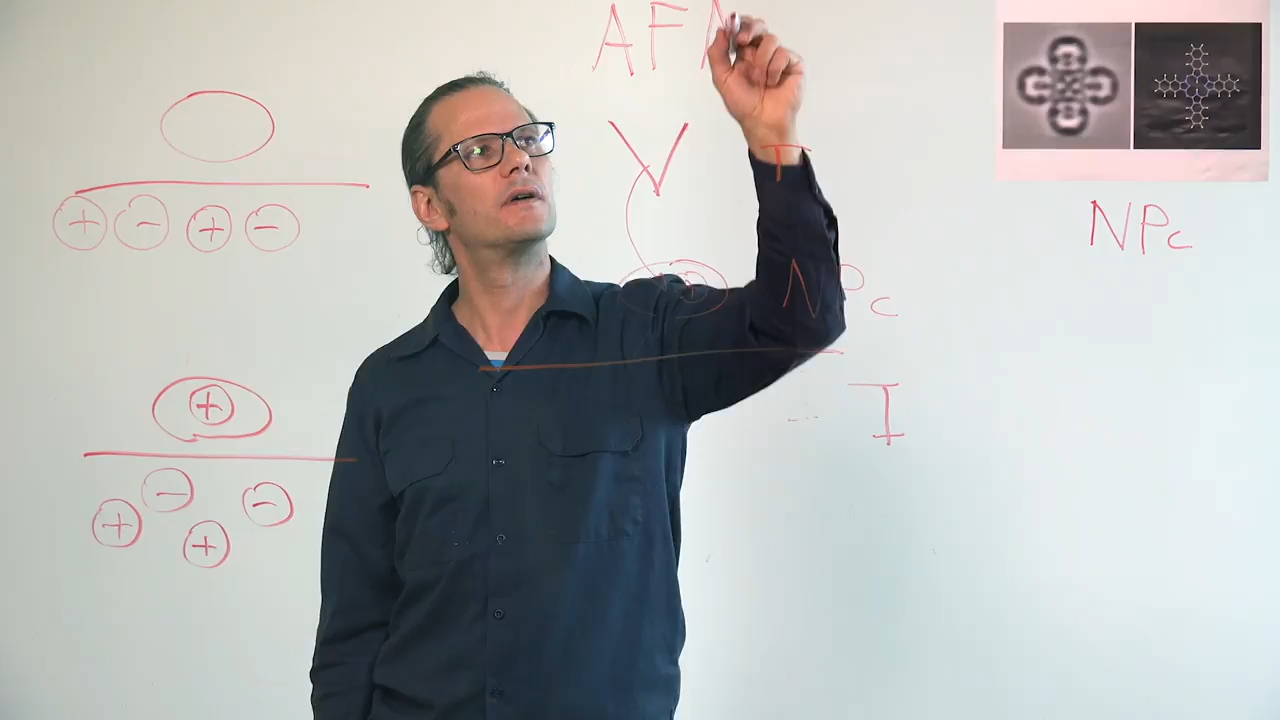 AFM
T
NPc
NPc
I
+ - + -
+
+ - + -
+